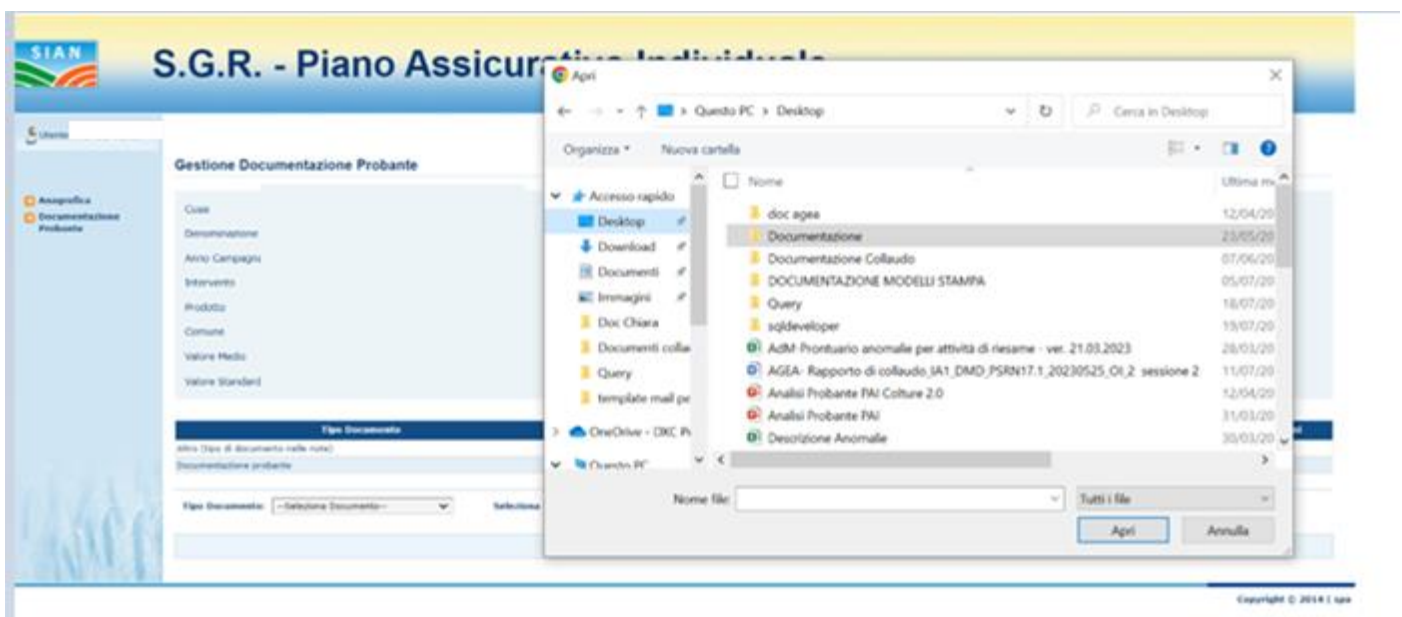 SIAN
S.G.R. - Piano Assicurativo Individuale
Utente
Anagrafica
Documentazione
Probante
Gestione Documentazione Probante
Cuaa
Denominazione
Anno Campagna
Intervento
Prodotto
Comune
Valore Medio
Valore Standard
Tipo Documento
Altro (tipo di documento nelle note)
Documentazione probante
Tipo Documento: --Seleziona Documento-- Seleziona
Apri
Questo PC > Desktop
Cerca in Desktop
Organizza
Nuova cartella
Accesso rapido
Desktop
Download
Documenti
Immagini
Doc Chiara
Documenti colla
Query
template mail pe
OneDrive - DXC
Questo PC
Nome Ultima m
doc agea 12/04/20
Documentazione 23/05/20
Documentazione Collaudo 07/06/20
DOCUMENTAZIONE MODELLI STAMPA 05/07/20
Query 18/07/20
sqldeveloper 19/07/20
AdM-Prontuario anomalie per attività di riesame - ver. 21.03.2023 28/03/20
AGEA- Rapporto di collaudo_IA1_DMD_PSRN17.1_20230525_OI_2 sessione 2 11/07/20
Analisi Probante PAI Colture 2.0 12/04/20
Analisi Probante PAI 31/03/20
Descrizione Anomalie 30/03/20
Nome file:
Tutti i file
Apri
Annulla
Copyright © 2014 | spa